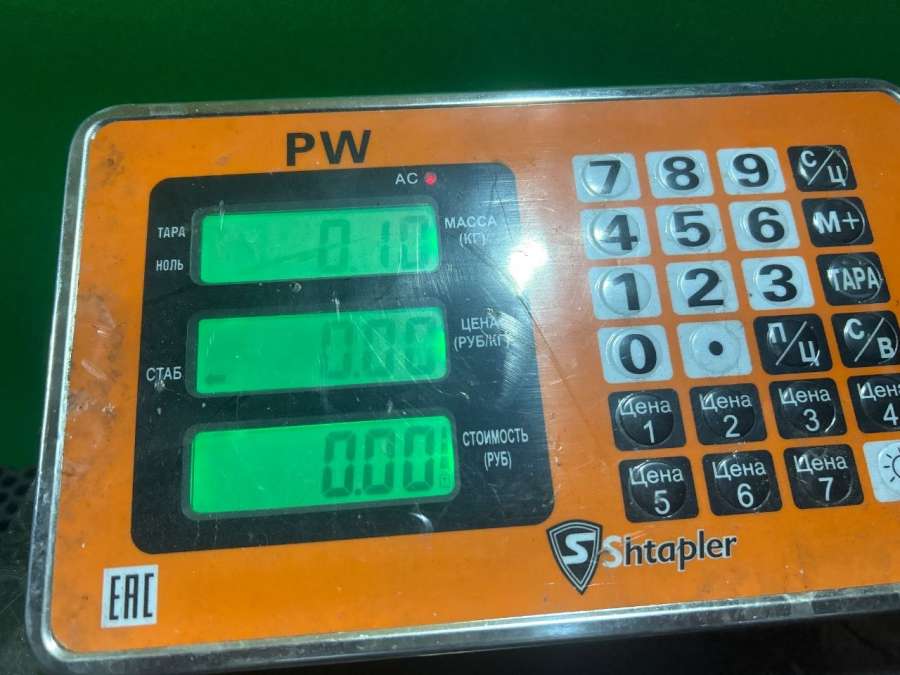 PW
AC
ТАРА
НОЛЬ
0.10
МАССА
(КГ)
СТАБ
0.00
ЦЕНА
(РУБ/КГ)
0.00
СТОИМОСТЬ
(РУБ)
7 8 9 С/Ц
4 5 6 М+
1 2 3 ТАРА
0 • П/Ц С/В
Цена 1 Цена 2 Цена 3 Цена 4
Цена 5 Цена 6 Цена 7
S Shtapler
EAC